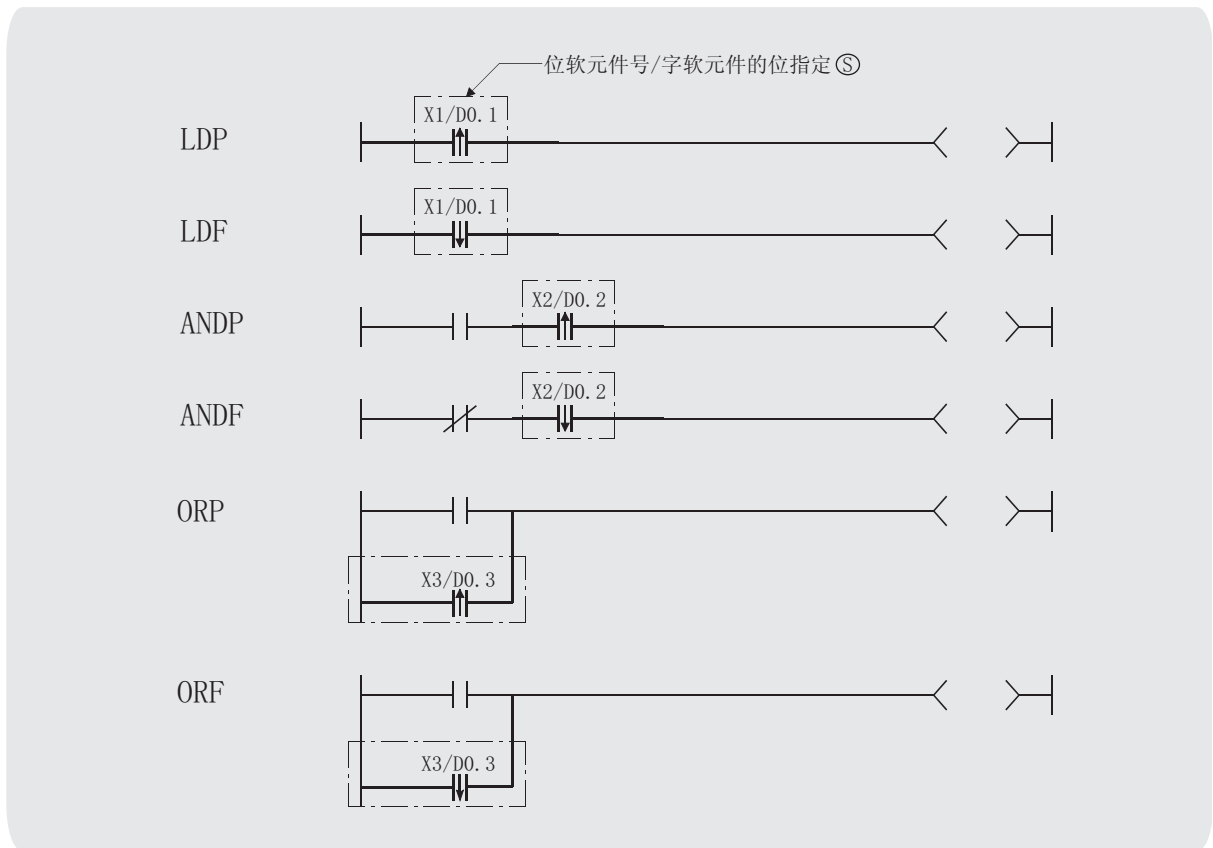 位软元件号/字软元件的位指定Ⓢ
X1/D0.1
LDP
X1/D0.1
LDF
X2/D0.2
ANDP
X2/D0.2
ANDF
ORP
X3/D0.3
ORF
X3/D0.3